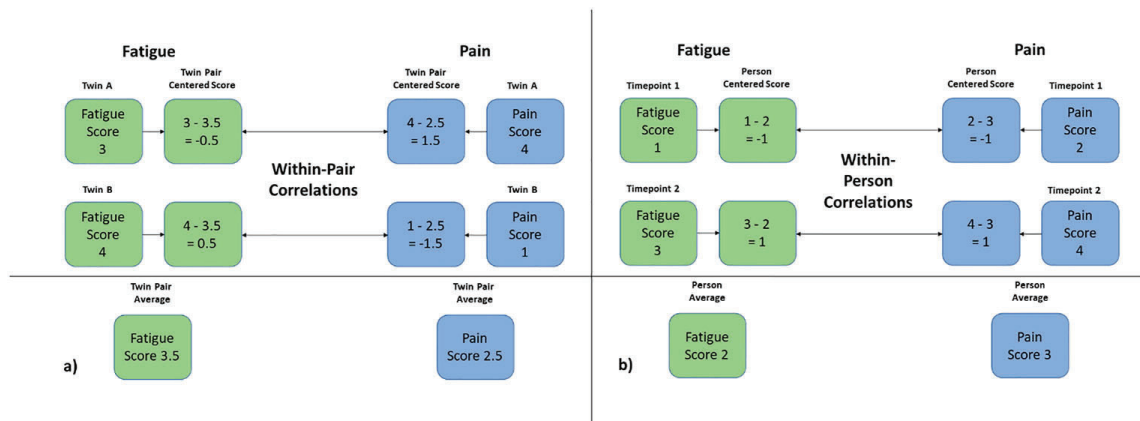 Fatigue
Pain
Twin A
Twin Pair
Centered Score
Twin Pair
Centered Score
Twin A
Fatigue
Score
3
3 - 3.5
= -0.5
4 - 2.5
= 1.5
Pain
Score
4
Within-Pair
Correlations
Twin B
Twin B
Fatigue
Score
4
4 - 3.5
= 0.5
1 - 2.5
= -1.5
Pain
Score
1
Twin Pair
Average
Twin Pair
Average
Fatigue
Score 3.5
Pain
Score 2.5
a)
Fatigue
Pain
Timepoint 1
Person
Centered Score
Person
Centered Score
Timepoint 1
Fatigue
Score
1
1 - 2
= -1
2 - 3
= -1
Pain
Score
2
Within-
Person
Correlations
Timepoint 2
Timepoint 2
Fatigue
Score
3
3 - 2
= 1
4 - 3
= 1
Pain
Score
4
Person
Average
Person
Average
Fatigue
Score 2
Pain
Score 3
b)